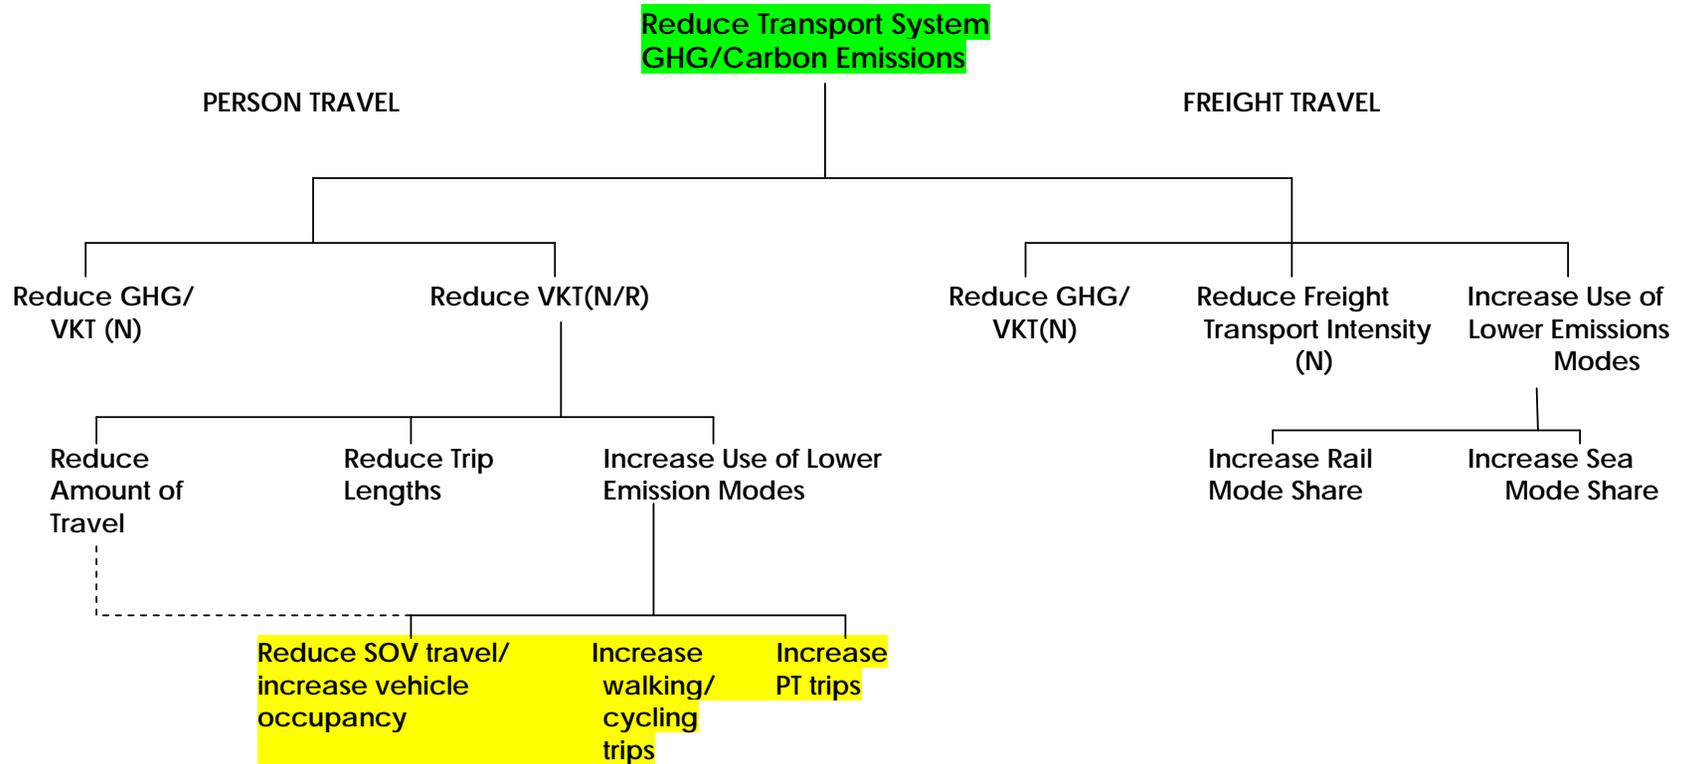 Reduce Transport System
GHG/Carbon Emissions
PERSON TRAVEL
FREIGHT TRAVEL
Reduce GHG/
VKT (N)
Reduce VKT(N/R)
Reduce GHG/
VKT(N)
Reduce Freight
Transport Intensity
(N)
Increase Use of
Lower Emissions
Modes
Reduce
Amount of
Travel
Reduce Trip
Lengths
Increase Use of Lower
Emission Modes
Increase Rail
Mode Share
Increase Sea
Mode Share
Reduce SOV travel/
increase vehicle
occupancy
Increase
walking/
cycling
trips
Increase
PT trips